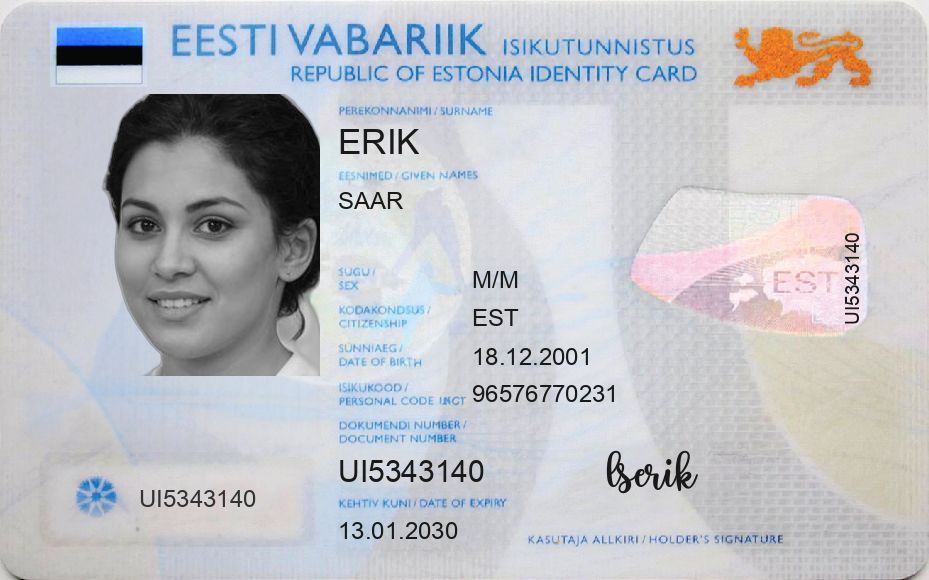 EESTI VABARIIK ISIKUTUNNISTUS
REPUBLIC OF ESTONIA IDENTITY CARD
PEREKONNANIMI / SURNAME
ERIK
EESNIMED / GIVEN NAMES
SAAR
SUGU /
SEX
M/M
KODAKONDSUS /
CITIZENSHIP
EST
SÜNNIAEG /
DATE OF BIRTH
18.12.2001
ISIKUKOOD /
PERSONAL CODE
96576770231
DOKUMENDI NUMBER /
DOCUMENT NUMBER
UI5343140
KEHTIV KUNI / DATE OF EXPIRY
13.01.2030
UI5343140
EST
UI5343140
KASUTAJA ALLKIRI / HOLDER'S SIGNATURE